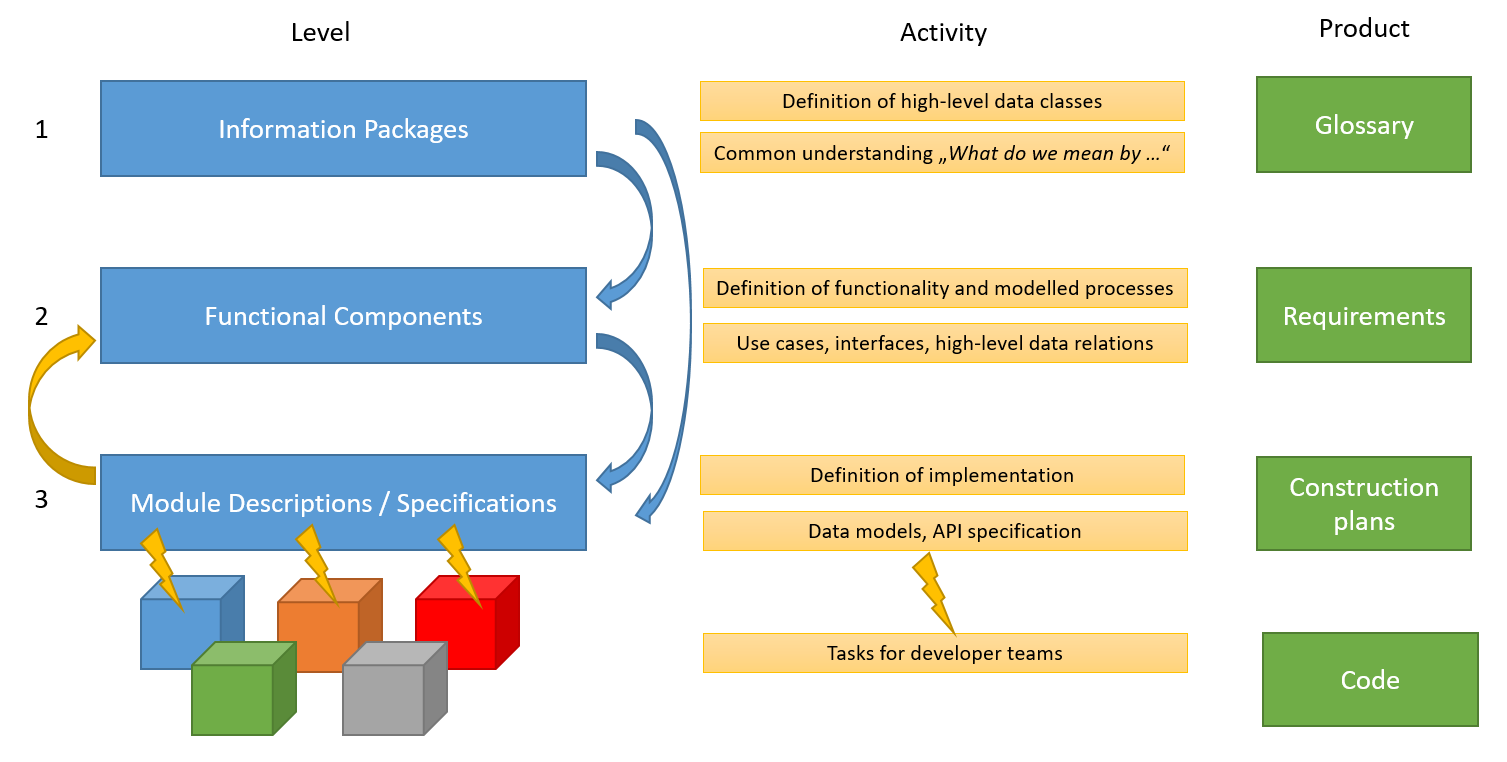 Level
Activity
Product
1
Information Packages
Definition of high-level data classes
Common understanding „What do we mean by ...“
Glossary
2
Functional Components
Definition of functionality and modelled processes
Use cases, interfaces, high-level data relations
Requirements
3
Module Descriptions / Specifications
Definition of implementation
Data models, API specification
Construction
plans
Tasks for developer teams
Code